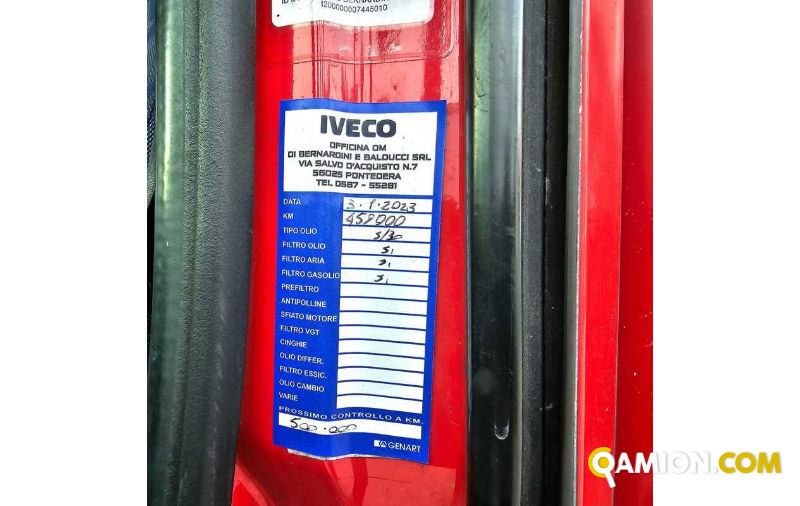 I200000007445010
IVECO
OFFICINA OM
DI BERNARDINI E BALDUCCI SRL
VIA SALVO D'ACQUISTO N.7
56025 PONTEDERA
TEL 0587 - 55281
DATA 3.1.2023
KM 458000
TIPO OLIO 5/30
FILTRO OLIO Si
FILTRO ARIA Si
FILTRO GASOLIO Si
PREFILTRO
ANTIPOLLINE
SFIATO MOTORE
FILTRO VGT
CINGHIE
OLIO DIFFER.
FILTRO ESSIC.
OLIO CAMBIO
VARIE
PROSSIMO CONTROLLO A KM.
500.000
GENART
QAMION.COM